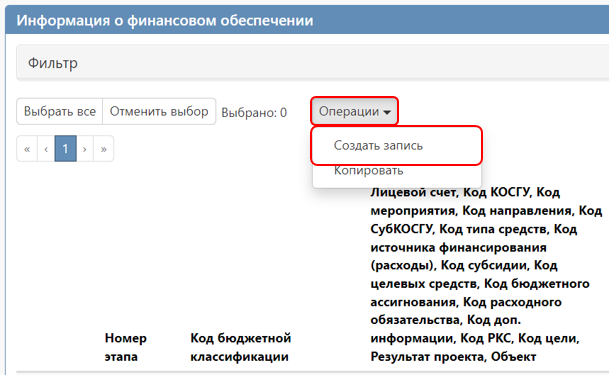 Информация о финансовом обеспечении
Фильтр
Выбрать все Отменить выбор Выбрано: 0 Операции
« ‹ 1 › »
Создать запись
Копировать
Лицевой счет, Код КОСГУ, Код
мероприятия, Код направления, Код
СубКОСГУ, Код типа средств, Код
источника финансирования
(расходы), Код субсидии, Код
целевых средств, Код бюджетного
ассигнования, Код расходного
обязательства, Код доп.
информации, Код РКС, Код цели,
Результат проекта, Объект
Номер
этапа
Код бюджетной
классификации